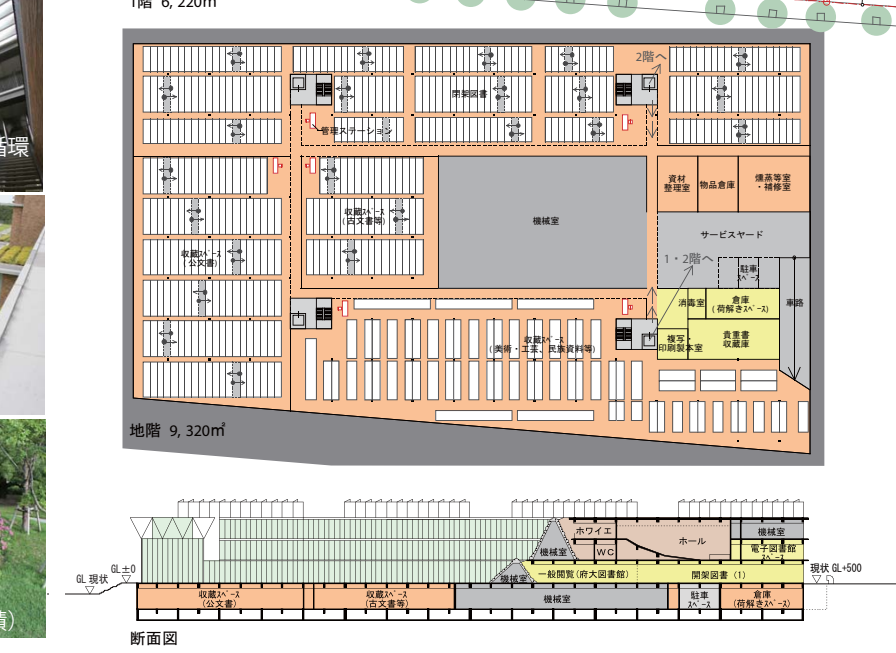 1階 6,220㎡
2階へ
閉架図書
管理ステーション
循環
資材
整理室
物品倉庫
燻蒸等室
・補修室
収蔵スペース
(古文書等)
機械室
サービスヤード
収蔵スペース
(公文書)
1・2階へ
駐車
スペース
消毒室
倉庫
(荷解きスペース)
車路
収蔵スペース
(美術・工芸、民族資料等)
複写・
印刷製本室
貴重書
収蔵庫
地階 9,320㎡
ホワイエ
機械室
ホール
機械室
WC
電子図書館
スペース
GL 現状
GL±0
機械室
一般閲覧(府大図書館)
開架図書(1)
現状 GL+500
収蔵スペース
(公文書)
収蔵スペース
(古文書等)
機械室
駐車
スペース
倉庫
(荷解きスペース)
断面図